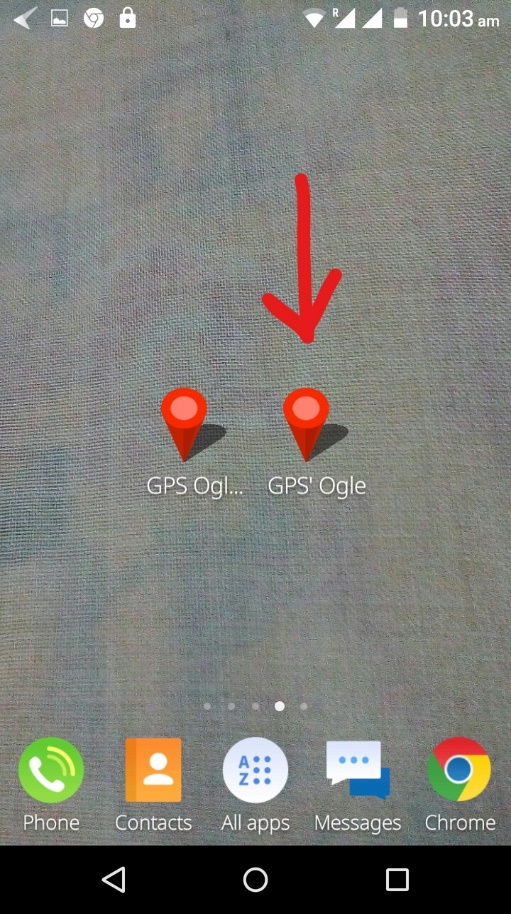 R
10:03 am
GPS Ogl...
GPS' Ogle
A
Z
Phone
Contacts
All apps
Messages
Chrome